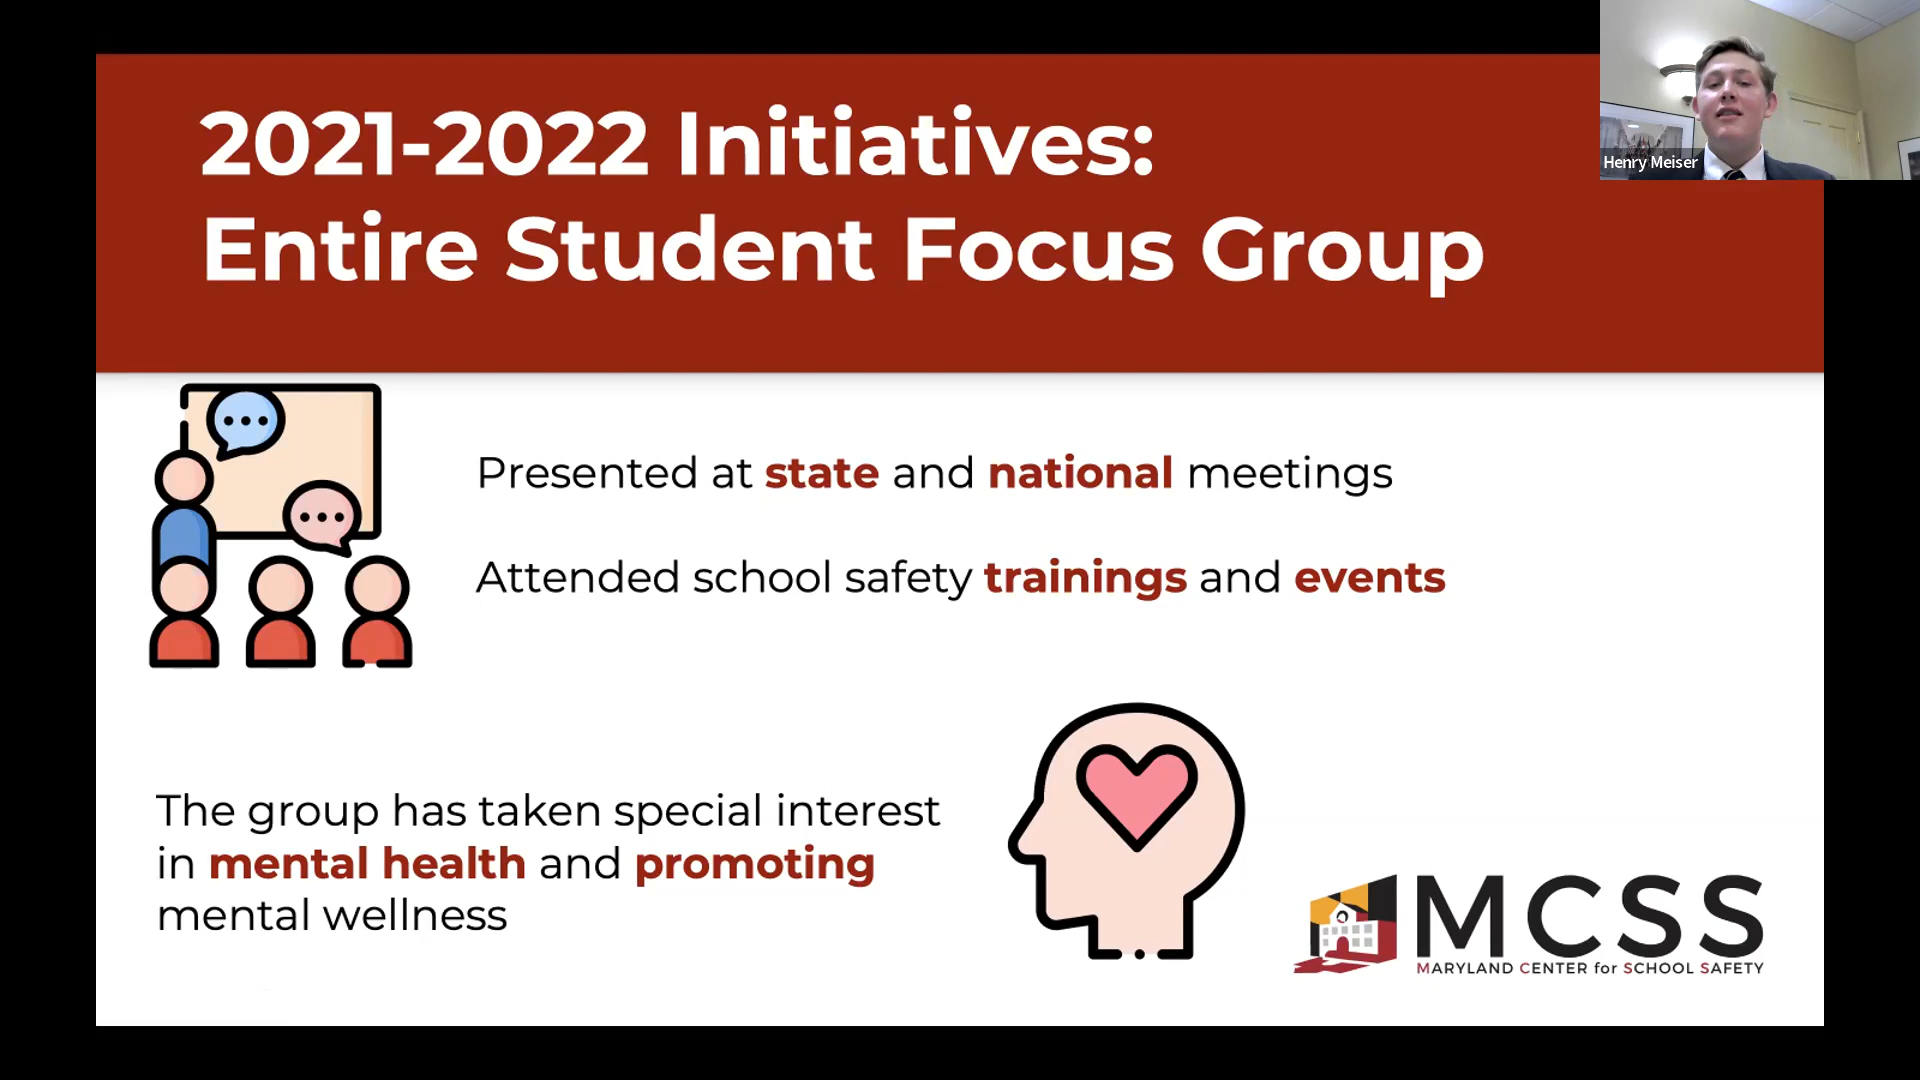 2021-2022 Initiatives:
Entire Student Focus Group
Henry Meiser
Presented at state and national meetings
Attended school safety trainings and events
The group has taken special interest
in mental health and promoting
mental wellness
MCSS
MARYLAND CENTER for SCHOOL SAFETY